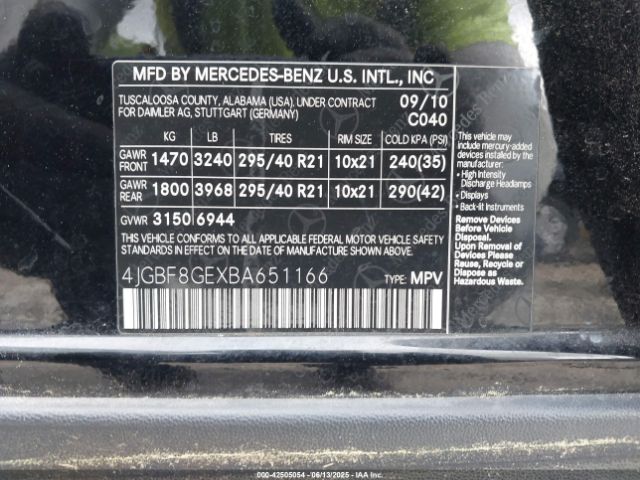 MFD BY MERCEDES-BENZ U.S. INTL., INC
TUSCALOOSA COUNTY, ALABAMA (USA). UNDER CONTRACT
FOR DAIMLER AG, STUTTGART (GERMANY)
09/10
C040
KG LB TIRES RIM SIZE COLD KPA (PSI)
GAWR FRONT 1470 3240 295/40 R21 10x21 240(35)
GAWR REAR 1800 3968 295/40 R21 10x21 290(42)
GVWR 3150 6944
THIS VEHICLE CONFORMS TO ALL APPLICABLE FEDERAL MOTOR VEHICLE SAFETY
STANDARDS IN EFFECT ON THE DATE OF MANUFACTURE SHOWN ABOVE.
4JGBF8GEXBA651166 TYPE: MPV
This vehicle may
include mercury-added
devices installed by the
manufacturer:
• High Intensity
Discharge Headlamps
• Displays
• Back-lit Instruments
Remove Devices
Before Vehicle
Disposal.
Upon Removal of
Devices Please
Reuse, Recycle or
Dispose as
Hazardous Waste.
000-42505054 - 06/13/2025 - IAA